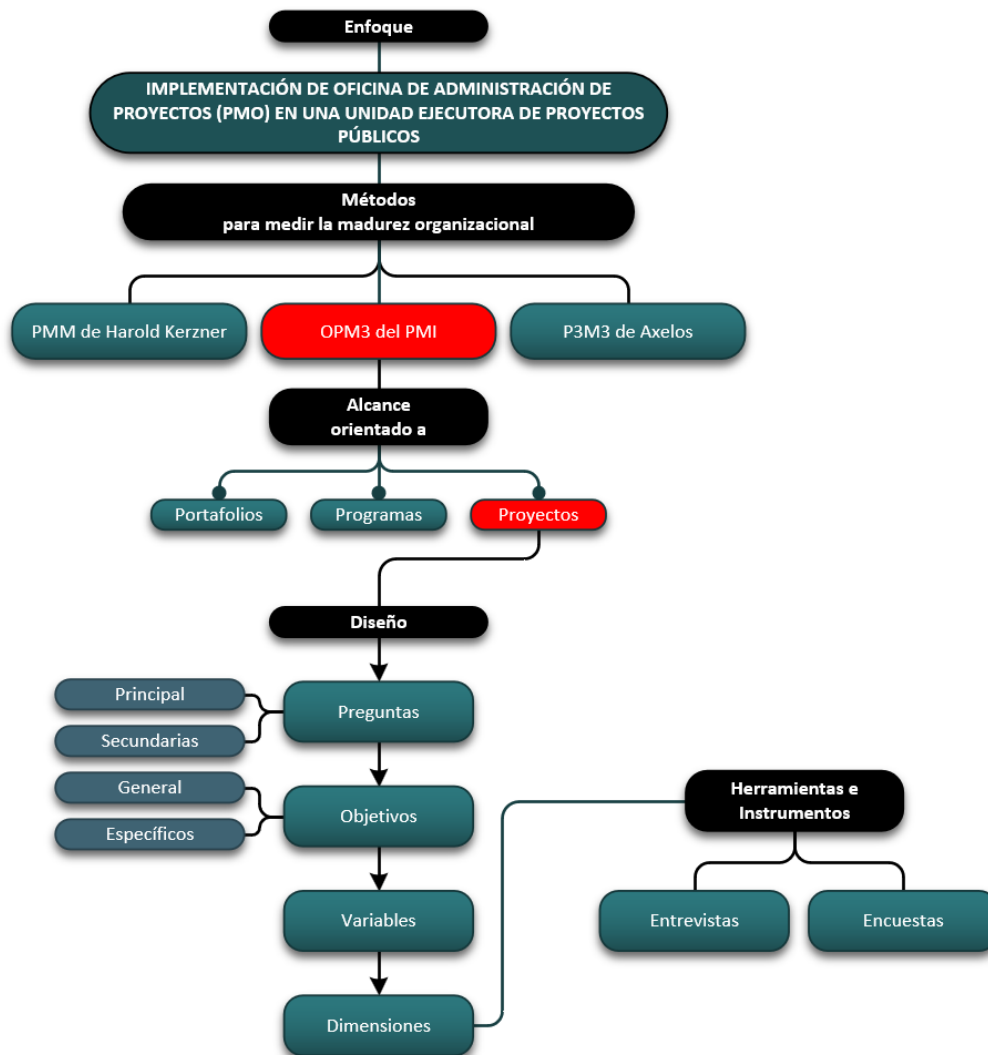 Enfoque
IMPLEMENTACIÓN DE OFICINA DE ADMINISTRACIÓN DE
PROYECTOS (PMO) EN UNA UNIDAD EJECUTORA DE PROYECTOS
PÚBLICOS
Métodos
para medir la madurez organizacional
PMM de Harold Kerzner
OPM3 del PMI
P3M3 de Axelos
Alcance
orientado a
Portafolios
Programas
Proyectos
Diseño
Principal
Secundarias
Preguntas
General
Específicos
Objetivos
Variables
Dimensiones
Herramientas e
Instrumentos
Entrevistas
Encuestas